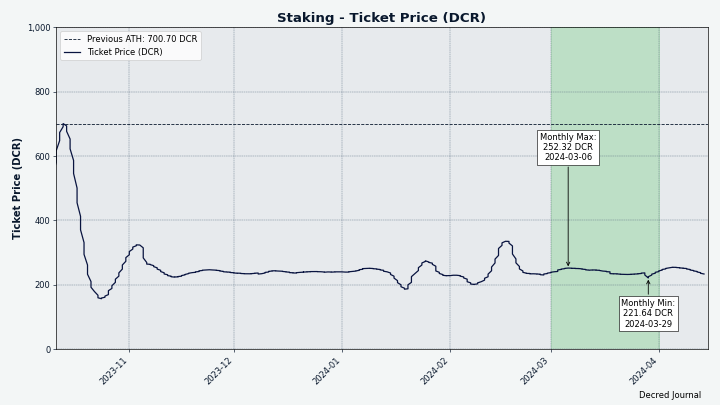 Staking - Ticket Price (DCR)
Previous ATH: 700.70 DCR
Ticket Price (DCR)
Ticket Price (DCR)
1,000
800
600
400
200
0
Monthly Max:
252.32 DCR
2024-03-06
Monthly Min:
221.64 DCR
2024-03-29
2023-11
2023-12
2024-01
2024-02
2024-03
2024-04
Decred Journal